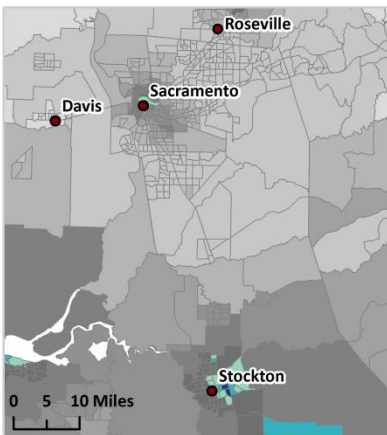 Roseville
Sacramento
Davis
Stockton
0 5 10 Miles